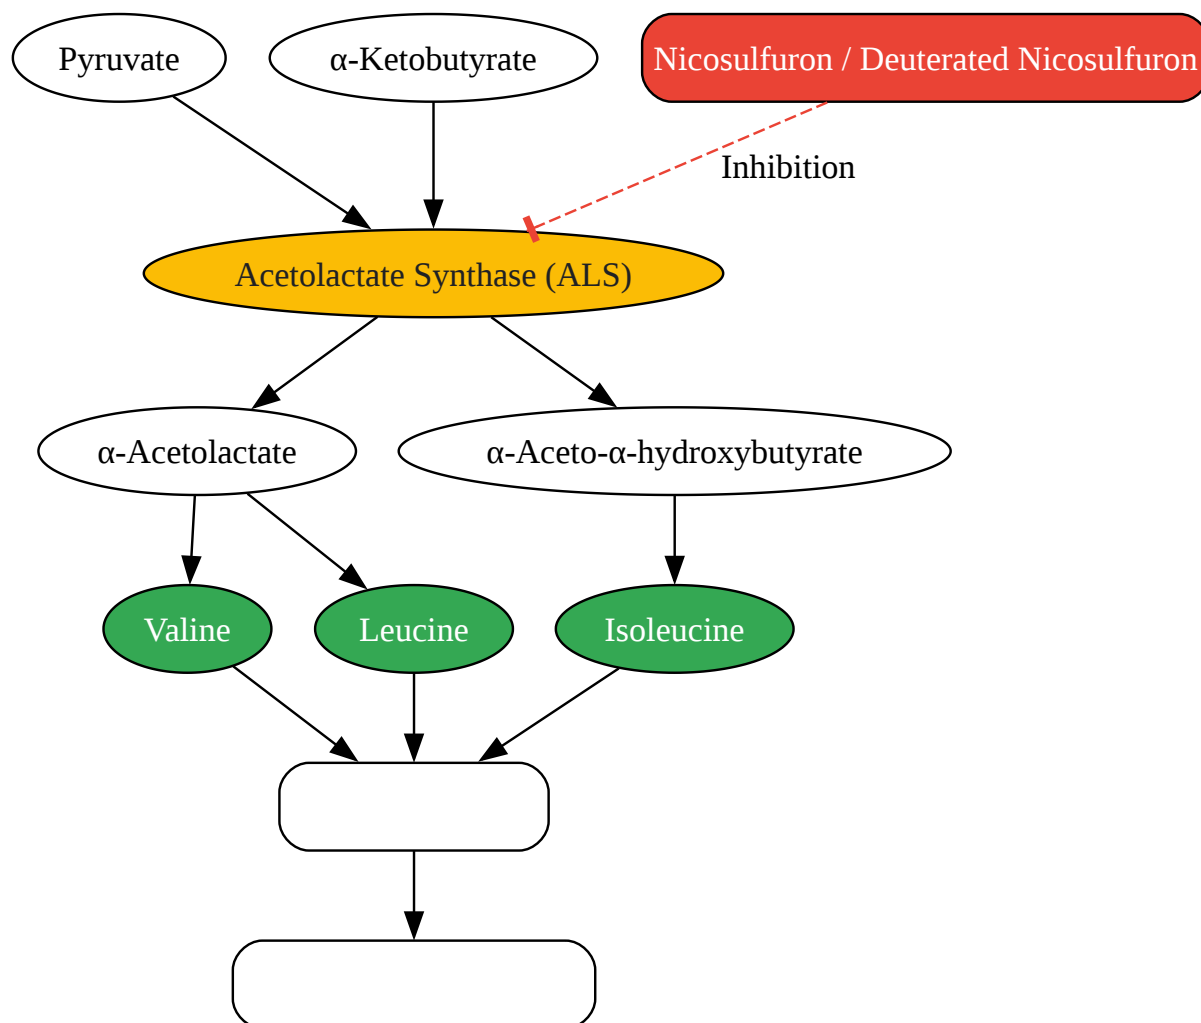 Pyruvate
α-Ketobutyrate
Nicosulfuron / Deuterated Nicosulfuron
Inhibition
Acetolactate Synthase (ALS)
α-Acetolactate
α-Aceto-α-hydroxybutyrate
Valine
Leucine
Isoleucine